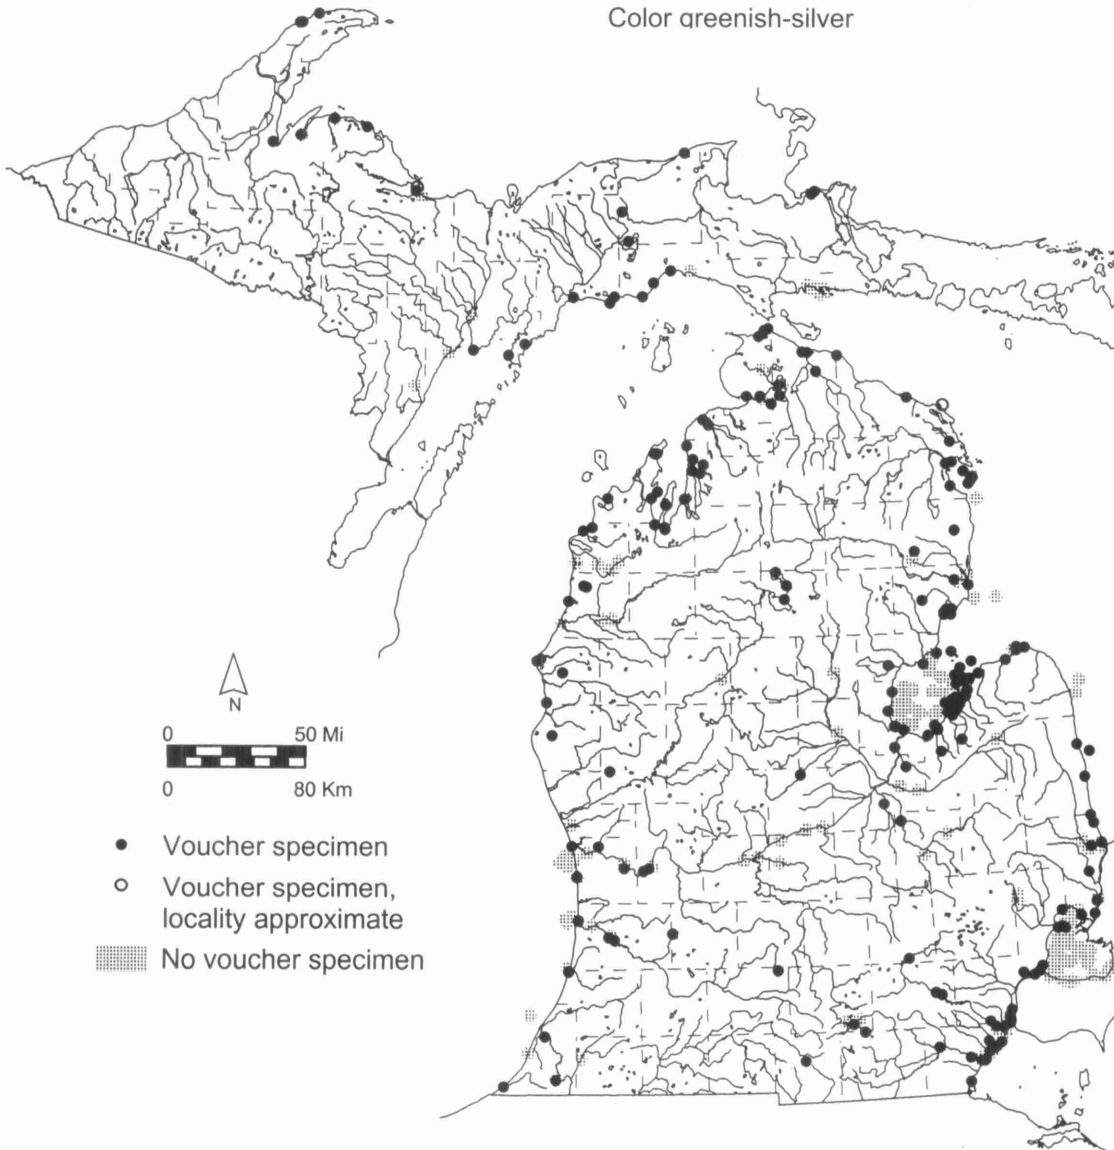 Color greenish-silver
N
0 50 Mi
0 80 Km
Voucher specimen
Voucher specimen,
locality approximate
No voucher specimen